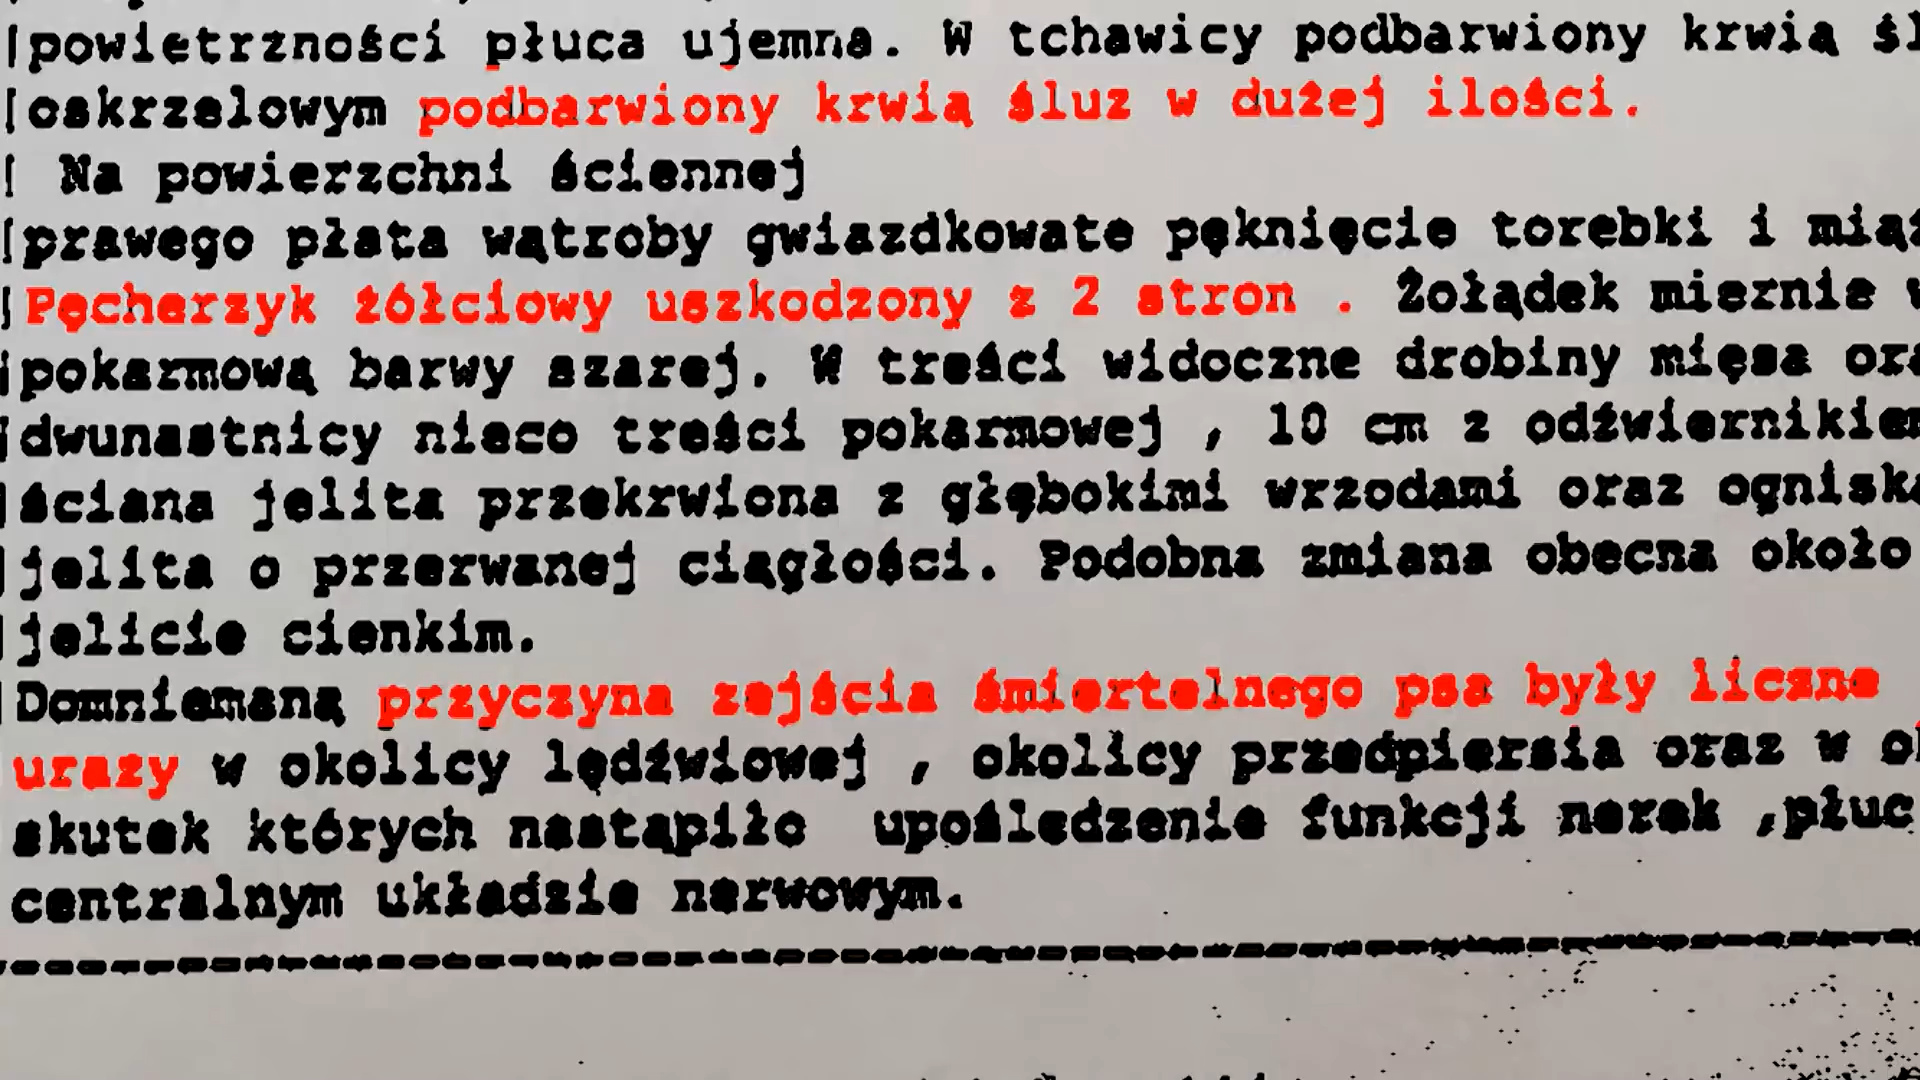 powietrzności płuca ujemna. W tchawicy podbarwiony krwią
oskrzelowym podbarwiony krwią śluz w dużej ilości.
Na powierzchni ściennej
prawego płata wątroby gwiazdkowate pęknięcie torebki i
Pęcherzyk żółciowy uszkodzony z 2 stron . Żołądek miernie
pokarmową barwy szarej. W treści widoczne drobiny mięsa
dwunastnicy nieco treści pokarmowej , 10 cm z odźwiernikiem
ściana jelita przekrwiona z głębokimi wrzodami oraz
jelita o przerwanej ciągłości. Podobna zmiana obecna około
jelicie cienkim.
Domniemaną przyczyna zejścia śmiertelnego psa były liczne
urazy w okolicy lędźwiowej , okolicy przedpiersia oraz w
skutek których nastąpiło upośledzenie funkcji nerek ,płuc
centralnym układzie nerwowym.